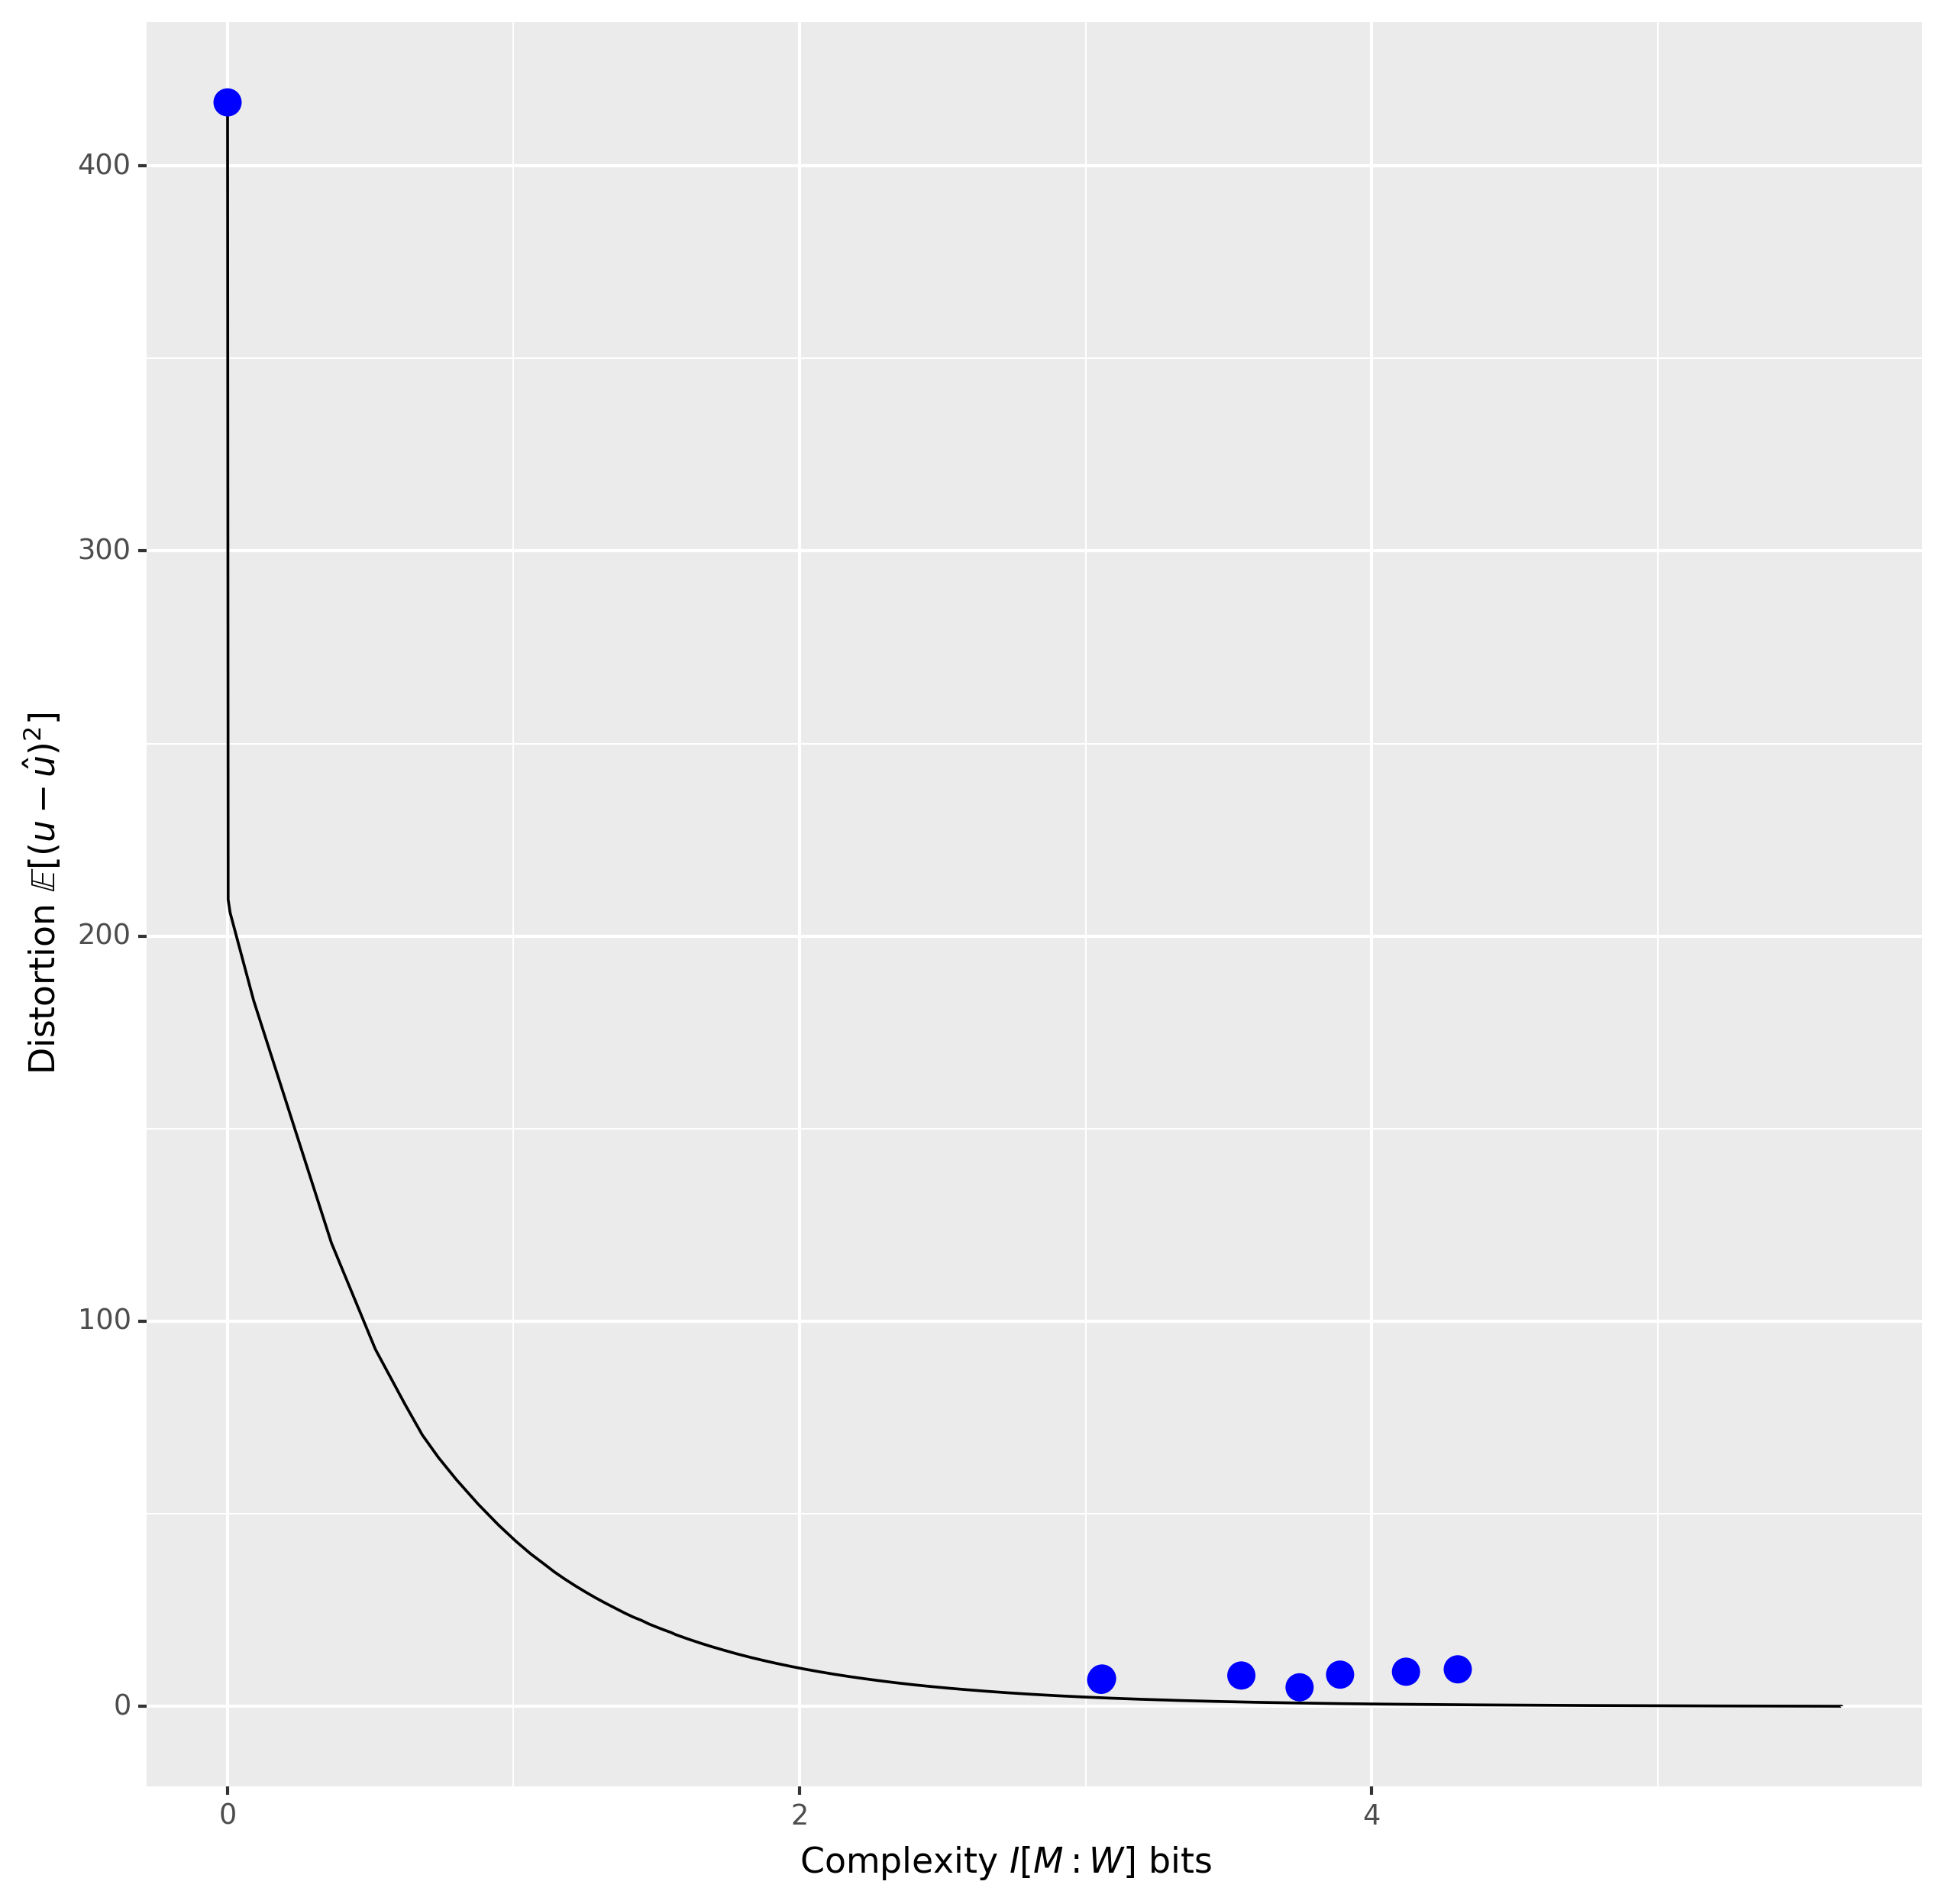 400
300
200
100
0
0 2 4
Distortion 𝔼[(u − û)²]
Complexity I[M : W] bits